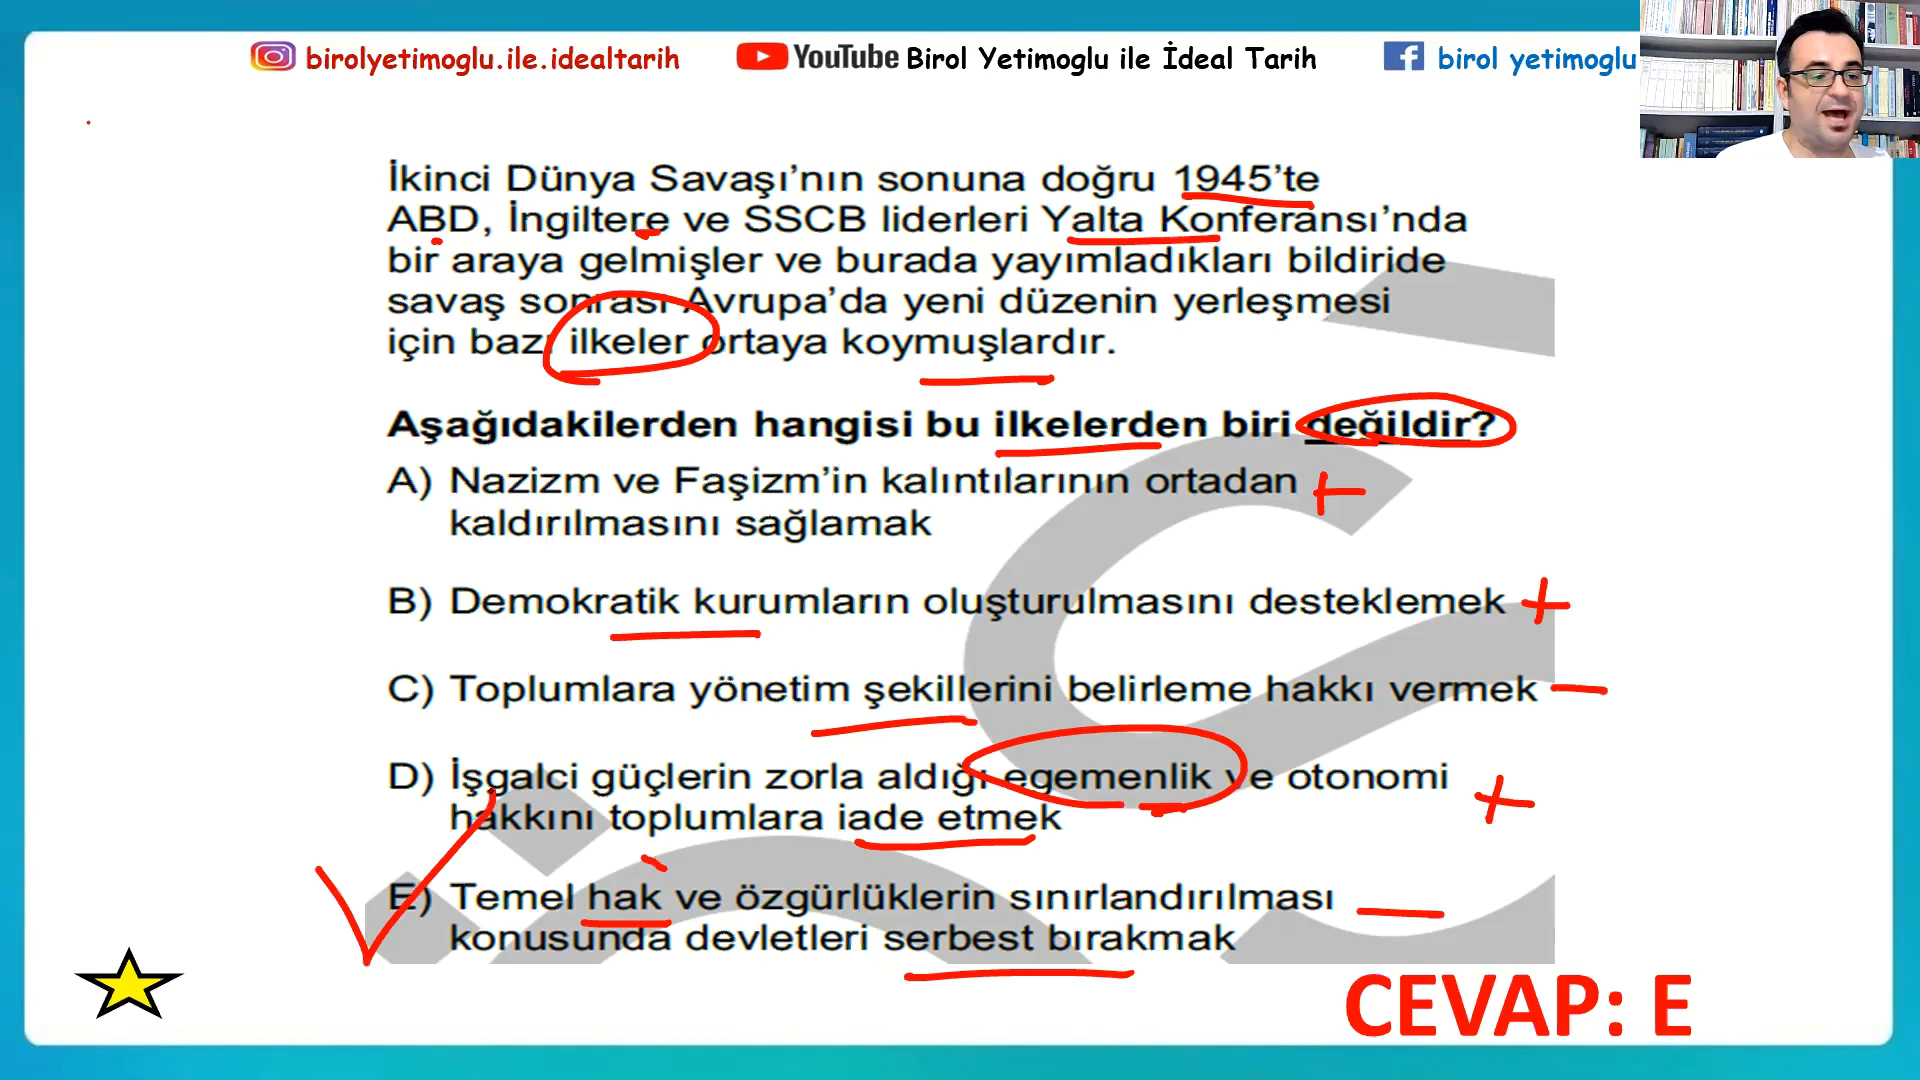 birolyetimoglu.ile.idealtarih
YouTube Birol Yetimoglu ile İdeal Tarih
birol yetimoglu
İkinci Dünya Savaşı’nın sonuna doğru 1945’te
ABD, İngiltere ve SSCB liderleri Yalta Konferansı’nda
bir araya gelmişler ve burada yayımladıkları bildiride
savaş sonrası Avrupa’da yeni düzenin yerleşmesi
için bazı ilkeler ortaya koymuşlardır.
Aşağıdakilerden hangisi bu ilkelerden biri değildir?
A) Nazizm ve Faşizm’in kalıntılarının ortadan
kaldırılmasını sağlamak
B) Demokratik kurumların oluşturulmasını desteklemek
C) Toplumlara yönetim şekillerini belirleme hakkı vermek
D) İşgalci güçlerin zorla aldığı egemenlik ve otonomi
hakkını toplumlara iade etmek
E) Temel hak ve özgürlüklerin sınırlandırılması
konusunda devletleri serbest bırakmak
CEVAP: E